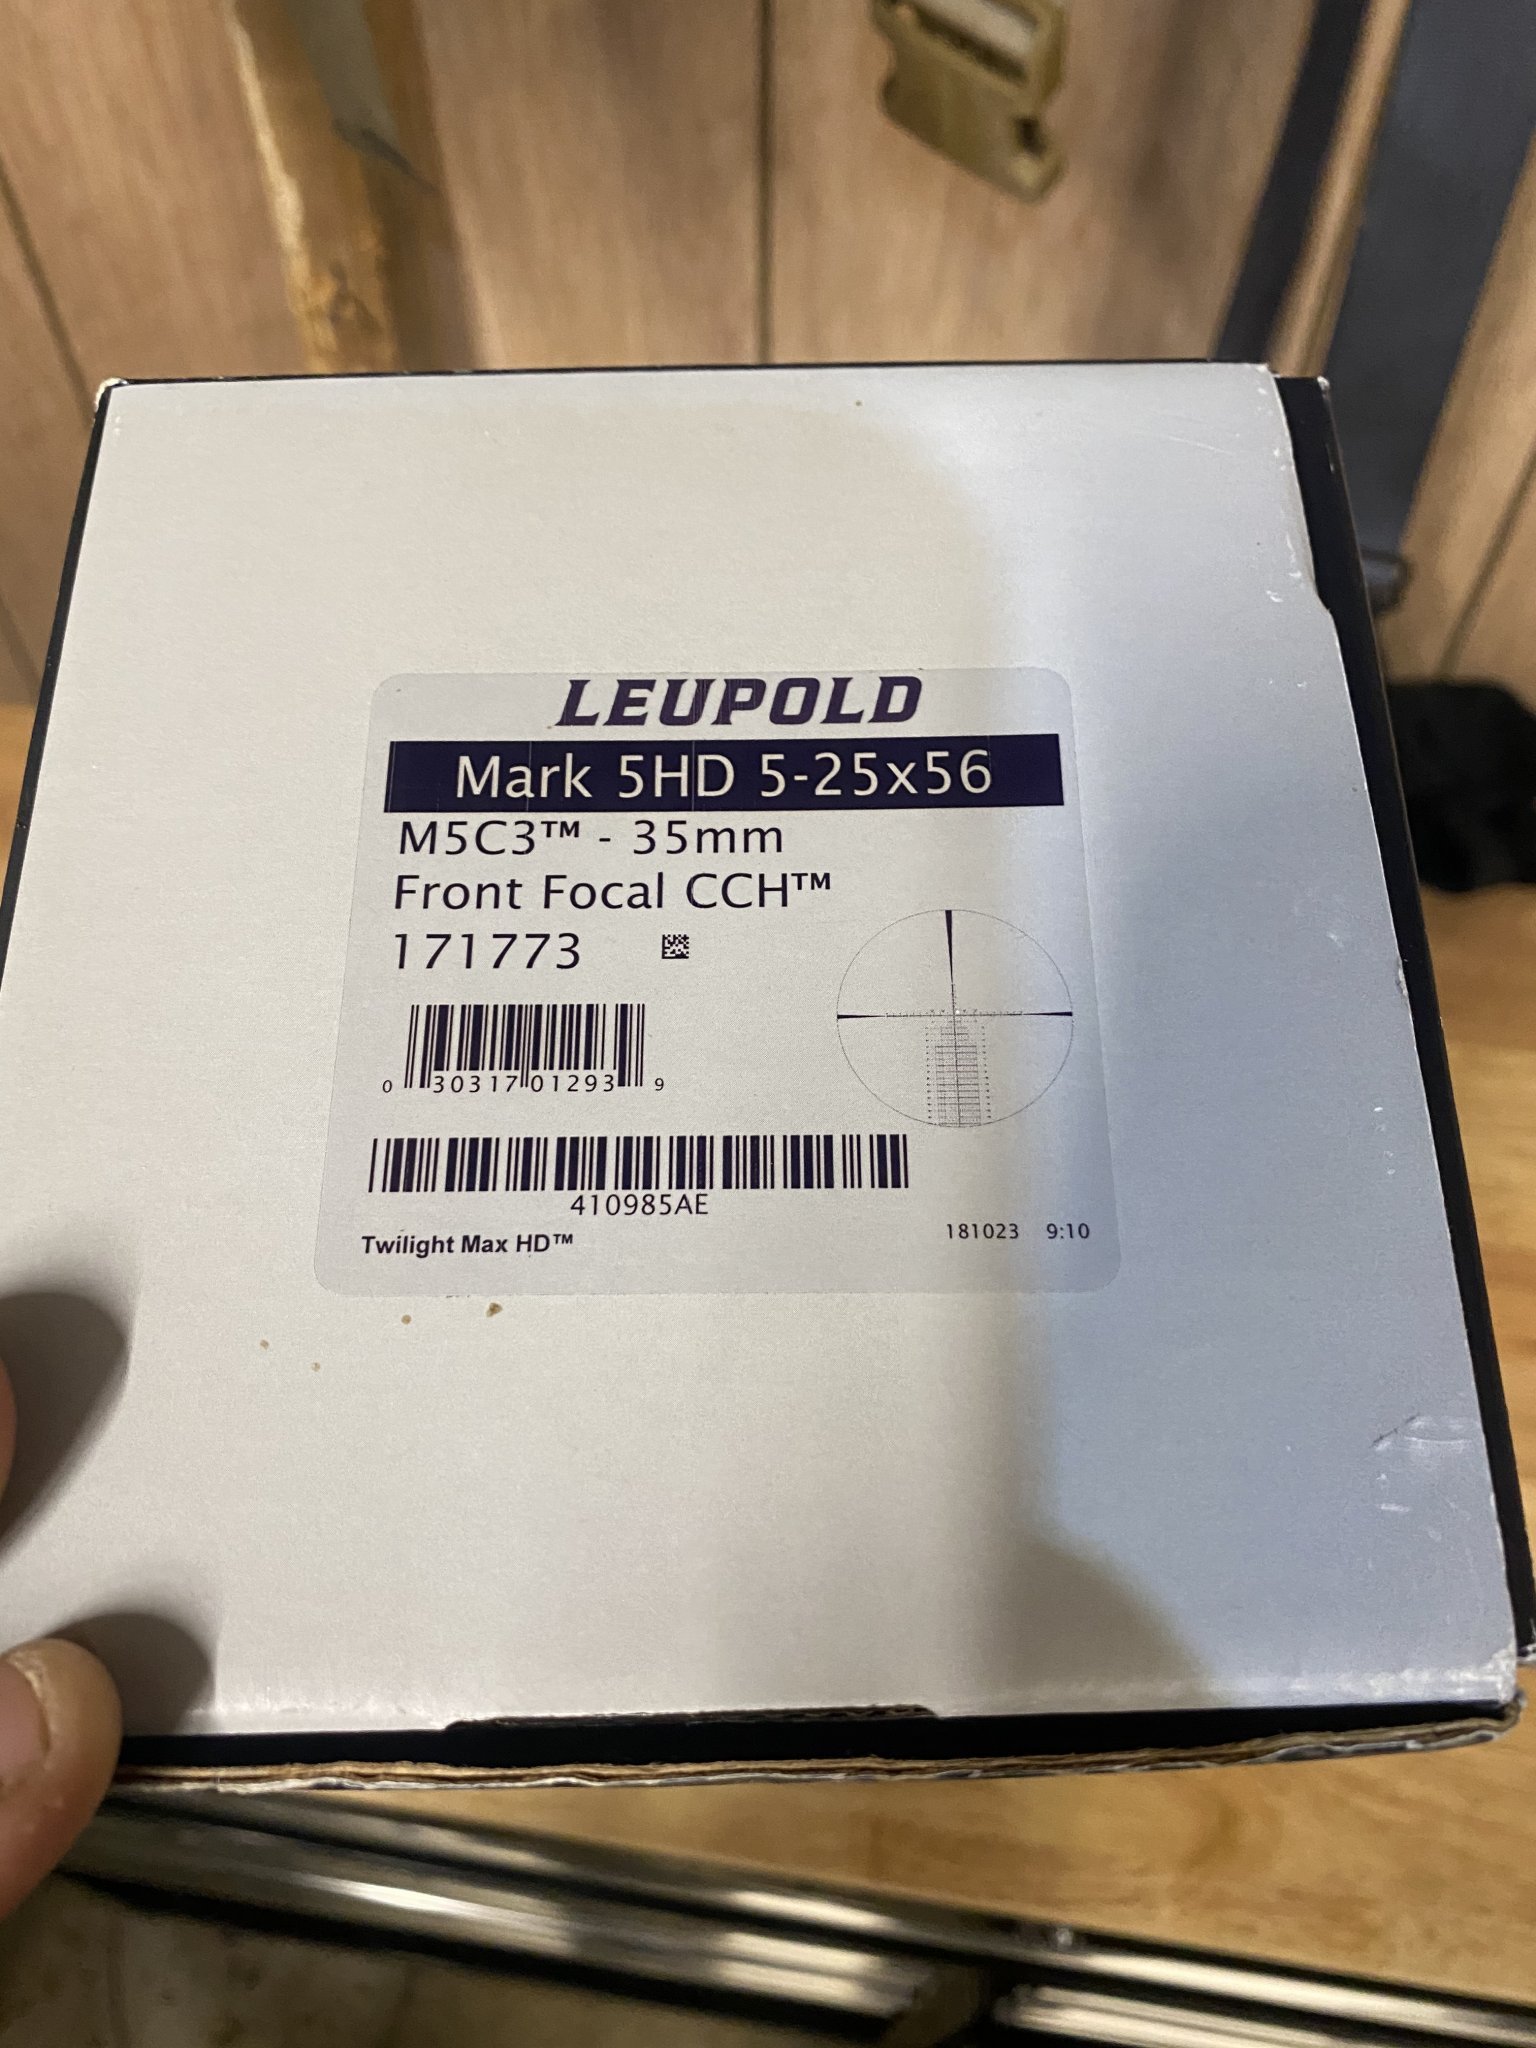 LEUPOLD
Mark 5HD 5-25x56
M5C3™ - 35mm
Front Focal CCH™
171773
0 30317 01293 9
410985AE
Twilight Max HD™
181023 9:10